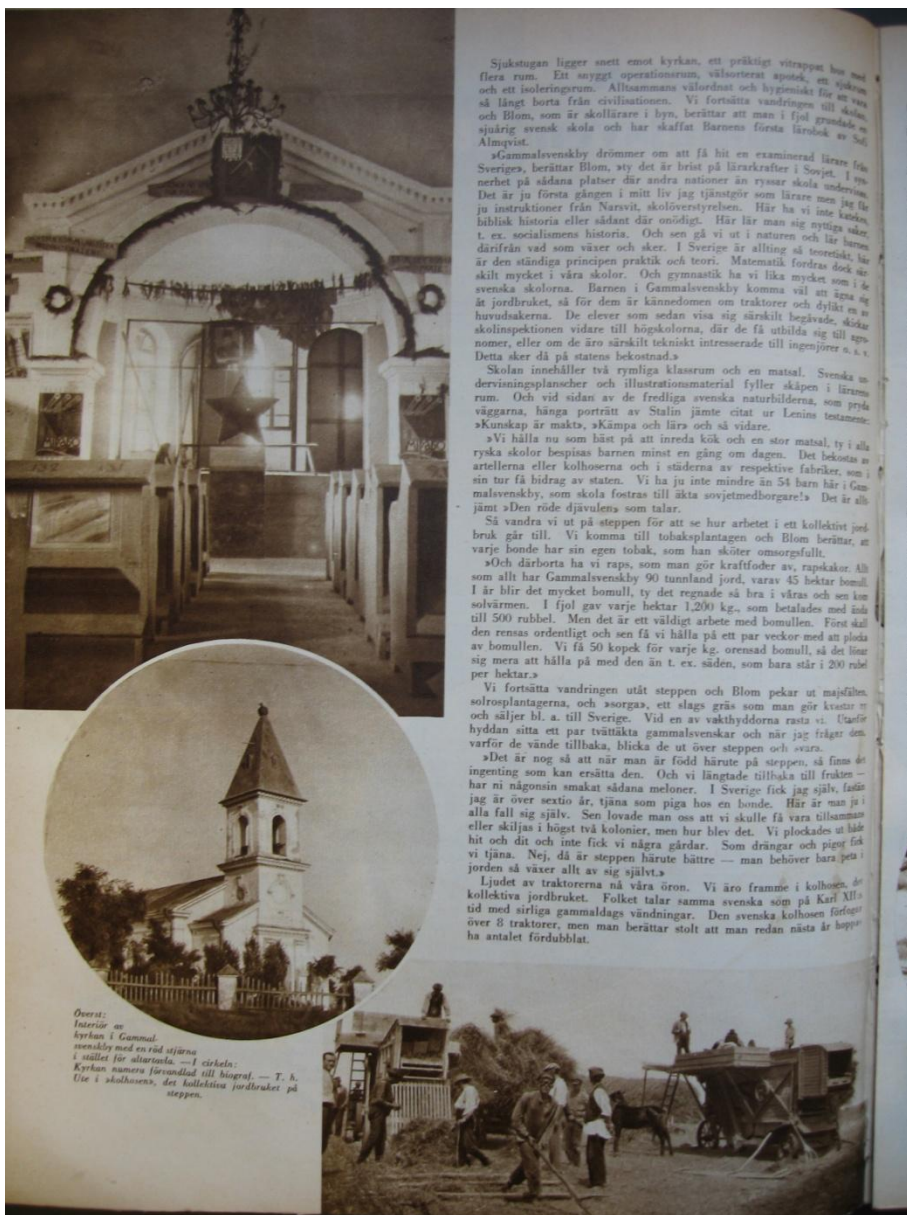 Sjukstugan ligger snett emot kyrkan, ett präktigt vitrappat hus med
flera rum. Ett snyggt operationsrum, välsorterat apotek, ett sjukrum
och ett isoleringsrum. Alltsammans välordnat och hygieniskt för att vara
så långt borta från civilisationen. Vi fortsätta vandringen till skolan,
och Blom, som är skollärare i byn, berättar att man i fjol grundade en
sjuårig svensk skola och har skaffat Barnens första lärobok av Sofi
Almqvist.
»Gammalsvenskby drömmer om att få hit en examinerad lärare från
Sverige», berättar Blom, »ty det är brist på lärarkrafter i Sovjet. I syn-
nerhet på sådana platser där andra nationer än ryssar skola undervisas.
Det är ju första gången i mitt liv jag tjänstgör som lärare men jag får
ju instruktioner från Narsvit, skolöverstyrelsen. Här ha vi inte katekes,
biblisk historia eller sådant där onödigt. Här lär man sig nyttiga saker,
t. ex. socialismens historia. Och sen gå vi ut i naturen och lär barnen
därifrån vad som växer och sker. I Sverige är allting så teoretiskt, här
är den ständiga principen praktik och teori. Matematik fordras dock sär-
skilt mycket i våra skolor. Och gymnastik ha vi lika mycket som i de
svenska skolorna. Barnen i Gammalsvenskby komma väl att ägna sig
åt jordbruket, så för dem är kännedomen om traktorer och dylikt en av
huvudsakerna. De elever som sedan visa sig särskilt begåvade, skickar
skolinspektionen vidare till högskolorna, där de få utbilda sig till agro-
nomer, eller om de äro särskilt tekniskt intresserade till ingenjörer o. s. v.
Detta sker då på statens bekostnad.»
Skolan innehåller två rymliga klassrum och en matsal. Svenska un-
dervisningsplanscher och illustrationsmaterial fyller skåpen i lärarens
rum. Och vid sidan av de fredliga svenska naturbilderna, som pryda
väggarna, hänga porträtt av Stalin jämte citat ur Lenins testamente:
»Kunskap är makt», »Kämpa och lär» och så vidare.
»Vi hålla nu som bäst på att inreda kök och en stor matsal, ty i alla
ryska skolor bespisas barnen minst en gång om dagen. Det bekostas av
artellerna eller kolhoserna och i städerna av respektive fabriker, som i
sin tur få bidrag av staten. Vi ha ju inte mindre än 54 barn här i Gam-
malsvenskby, som skola fostras till äkta sovjetmedborgare!» Det är allt-
jämt »Den röde djävulen» som talar.
Så vandra vi ut på steppen för att se hur arbetet i ett kollektivt jord-
bruk går till. Vi komma till tobaksplantagen och Blom berättar, att
varje bonde har sin egen tobak, som han sköter omsorgsfullt.
»Och därborta ha vi raps, som man gör kraftfoder av, rapskakor. Allt
som allt har Gammalsvenskby 90 tunnland jord, varav 45 hektar bomull.
I år blir det mycket bomull, ty det regnade så bra i våras och sen kom
solvärmen. I fjol gav varje hektar 1,200 kg., som betalades med ända
till 500 rubbel. Men det är ett väldigt arbete med bomullen. Först skall
den rensas ordentligt och sen få vi hålla på ett par veckor med att plocka
av bomullen. Vi få 50 kopek för varje kg. orensad bomull, så det lönar
sig mera att hålla på med den än t. ex. säden, som bara står i 200 rubel
per hektar.»
Vi fortsätta vandringen utåt steppen och Blom pekar ut majsfälten,
solrosplantagerna, och »sorga», ett slags gräs som man gör kvastar av
och säljer bl. a. till Sverige. Vid en av vakthyddorna rasta vi. Utanför
hyddan sitta ett par tvättäkta gammalsvenskar och när jag fråger dem,
varför de vände tillbaka, blicka de ut över steppen och svara.
»Det är nog så att när man är född härute på steppen, så finns det
ingenting som kan ersätta den. Och vi längtade tillbaka till frukten —
har ni någonsin smakat sådana meloner. I Sverige fick jag själv, fastän
jag är över sextio år, tjäna som piga hos en bonde. Här är man ju i
alla fall sig själv. Sen lovade man oss att vi skulle få vara tillsammans
eller skiljas i högst två kolonier, men hur blev det. Vi plockades ut både
hit och dit och inte fick vi några gårdar. Som drängar och pigor fick
vi tjäna. Nej, då är steppen härute bättre — man behöver bara peta i
jorden så växer allt av sig självt.»
Ljudet av traktorerna nå våra öron. Vi äro framme i kolhosen, det
kollektiva jordbruket. Folket talar samma svenska som på Karl XII:s
tid med sirliga gammaldags vändningar. Den svenska kolhosen förfogar
över 8 traktorer, men man berättar stolt att man redan nästa år hoppas
ha antalet fördubblat.
Överst:
Interiör av
kyrkan i Gammal-
svenskby med en röd stjärna
i stället för altartavla. — I cirkeln:
Kyrkan numera förvandlad till biograf. — T. h.
Ute i »kolhosen», det kollektiva jordbruket på
steppen.